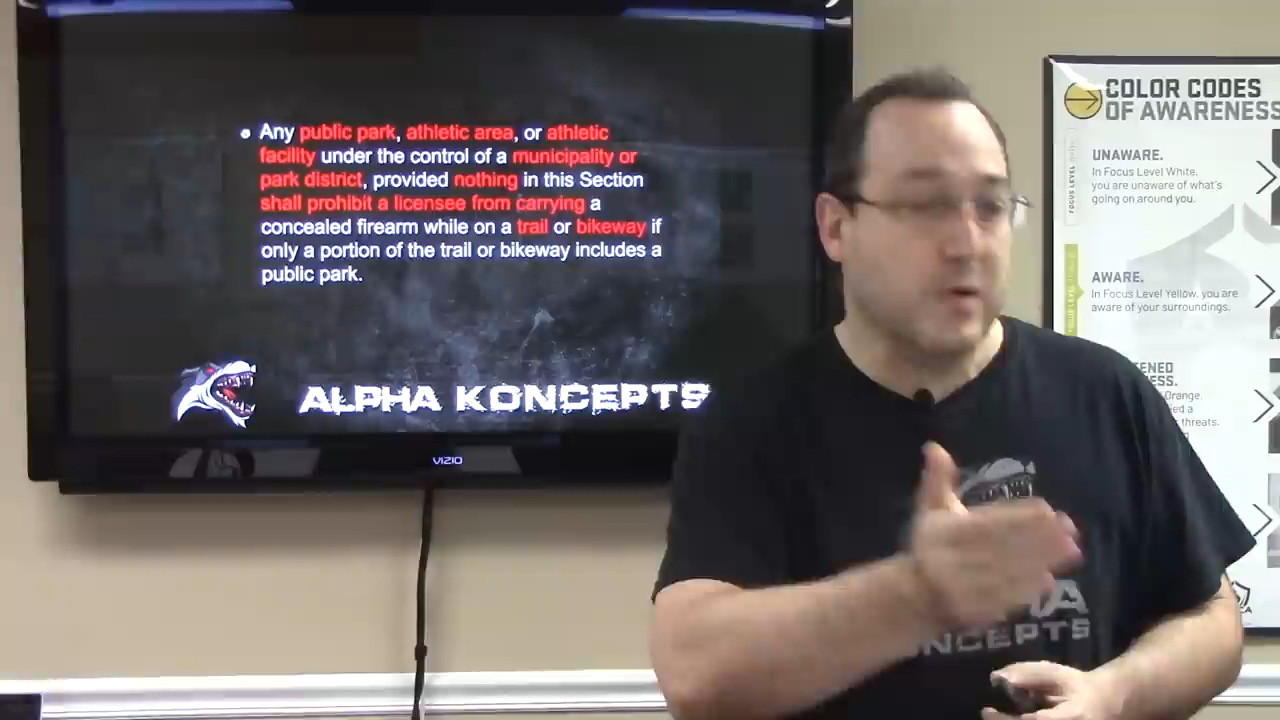 • Any public park, athletic area, or athletic
facility under the control of a municipality or
park district, provided nothing in this Section
shall prohibit a licensee from carrying a
concealed firearm while on a trail or bikeway if
only a portion of the trail or bikeway includes a
public park.
ALPHA KONCEPTS
VIZIO
COLOR CODES
OF AWARENESS
FOCUS LEVEL
UNAWARE.
In Focus Level White,
you are unaware of what's
going on around you.
AWARE.
In Focus Level Yellow, you are
aware of your surroundings.
Orange,
threats.
NCEPTS